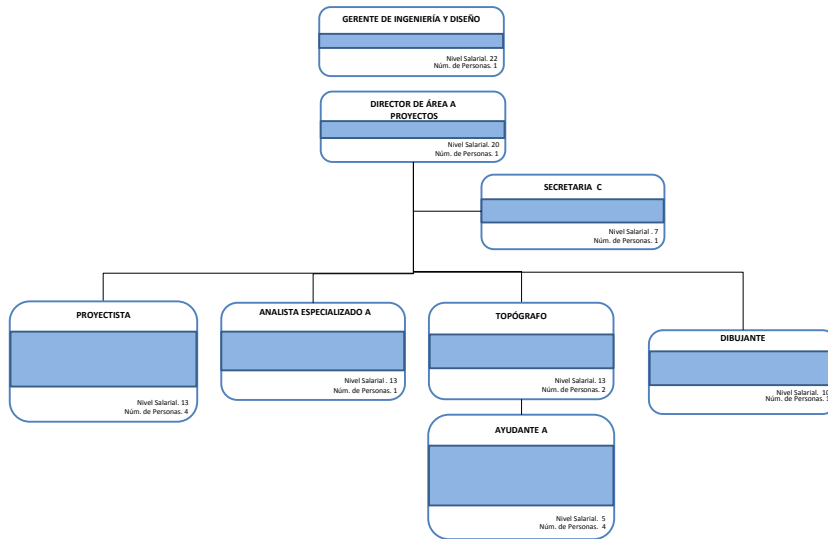 GERENTE DE INGENIERÍA Y DISEÑO
Nivel Salarial. 22
Núm. de Personas. 1
DIRECTOR DE ÁREA A
PROYECTOS
Nivel Salarial. 20
Núm. de Personas. 1
SECRETARIA C
Nivel Salarial . 7
Núm. de Personas. 1
PROYECTISTA
Nivel Salarial. 13
Núm. de Personas. 4
ANALISTA ESPECIALIZADO A
Nivel Salarial . 13
Núm. de Personas. 1
TOPÓGRAFO
Nivel Salarial. 13
Núm. de Personas. 2
DIBUJANTE
Nivel Salarial. 10
Núm. de Personas.
AYUDANTE A
Nivel Salarial. 5
Núm. de Personas. 4